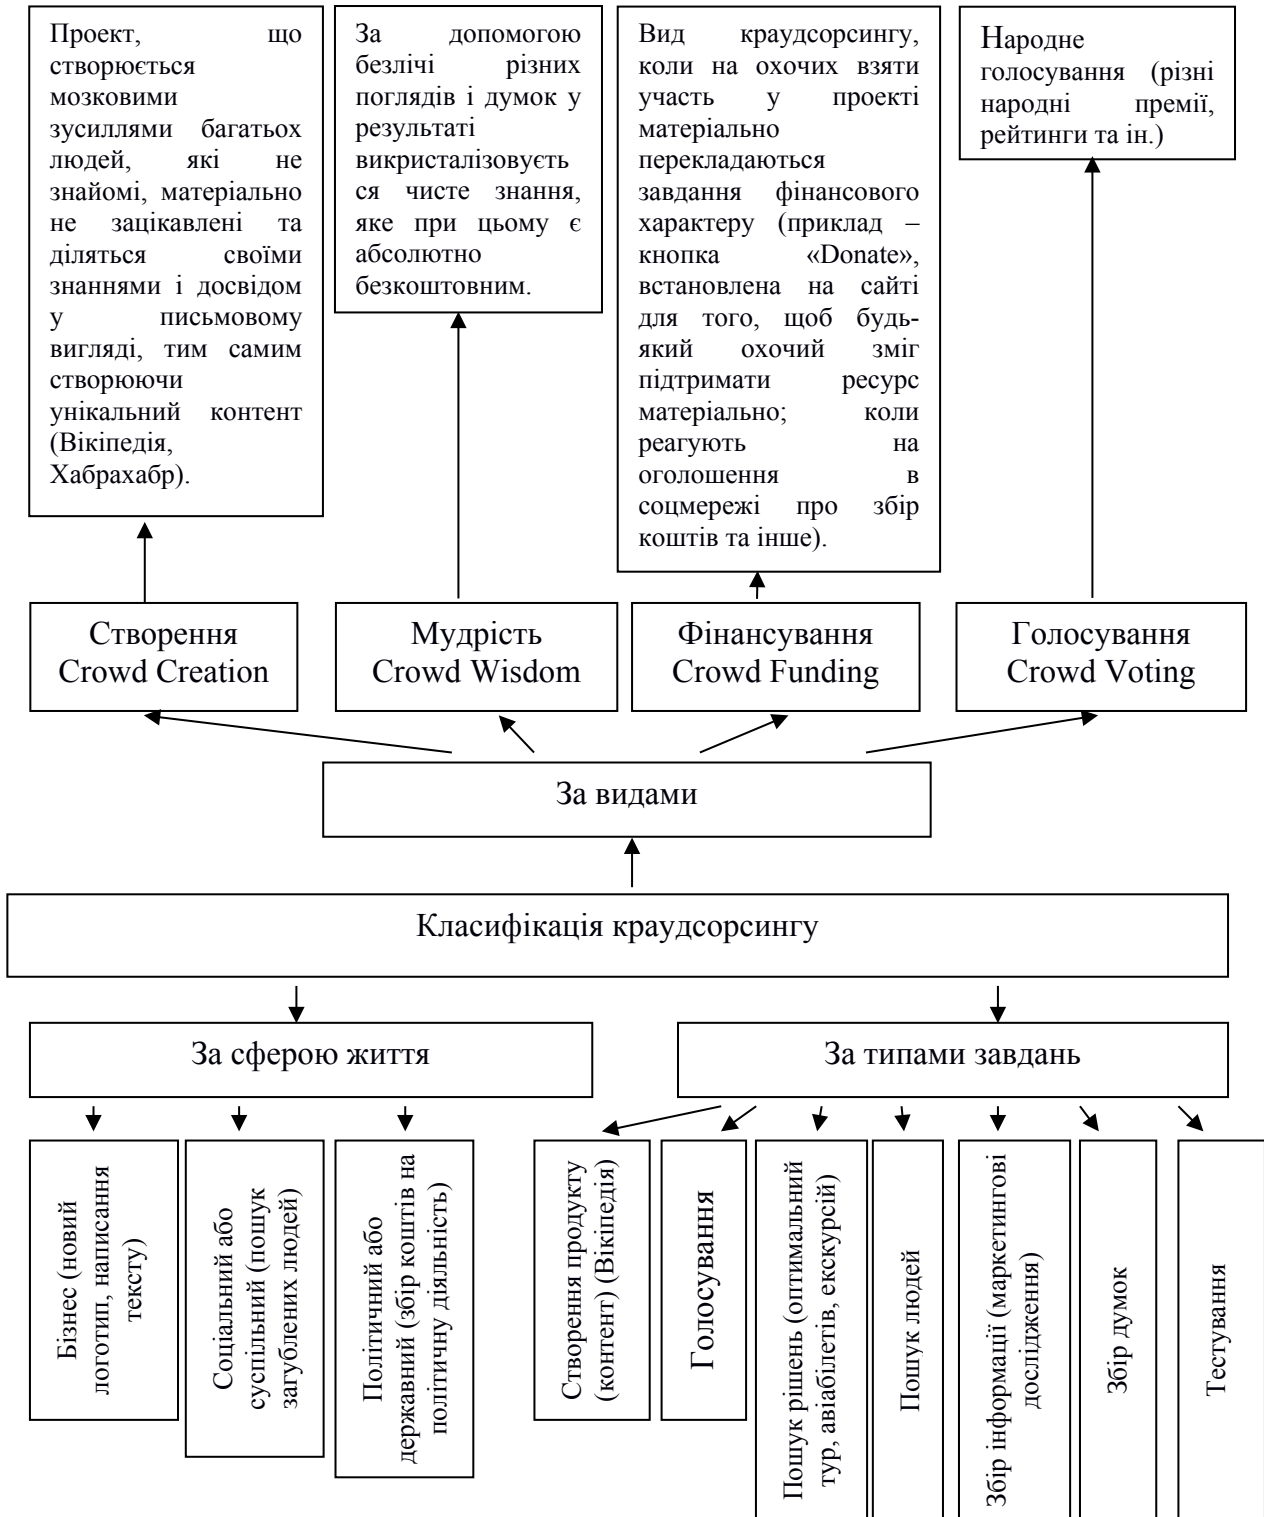 Проект, що
створюється
мозковими
зусиллями багатьох
людей, які не
знайомі, матеріально
не зацікавлені та
діляться своїми
знаннями і досвідом
у письмовому
вигляді, тим самим
створюючи
унікальний контент
(Вікіпедія,
Хабрахабр).
За допомогою
безлічі різних
поглядів і думок у
результаті
викристалізовуєть
ся чисте знання,
яке при цьому є
абсолютно
безкоштовним.
Вид краудсорсингу,
коли на охочих взяти
участь у проекті
матеріально
перекладаються
завдання фінансового
характеру (приклад –
кнопка «Donate»,
встановлена на сайті
для того, щоб будь-
який охочий зміг
підтримати ресурс
матеріально; коли
реагують на
оголошення в
соцмережі про збір
коштів та інше).
Народне
голосування (різні
народні премії,
рейтинги та ін.)
Створення
Crowd Creation
Мудрість
Crowd Wisdom
Фінансування
Crowd Funding
Голосування
Crowd Voting
За видами
Класифікація краудсорсингу
За сферою життя
За типами завдань
Бізнес (новий
логотип, написання
тексту)
Соціальний або
суспільний (пошук
загублених людей)
Політичний або
державний (збір коштів на
політичну діяльність)
Створення продукту
(контент) (Вікіпедія)
Голосування
Пошук рішень (оптимальний
тур, авіабілетів, екскурсій)
Пошук людей
Збір інформації (маркетингові
дослідження)
Збір думок
Тестування